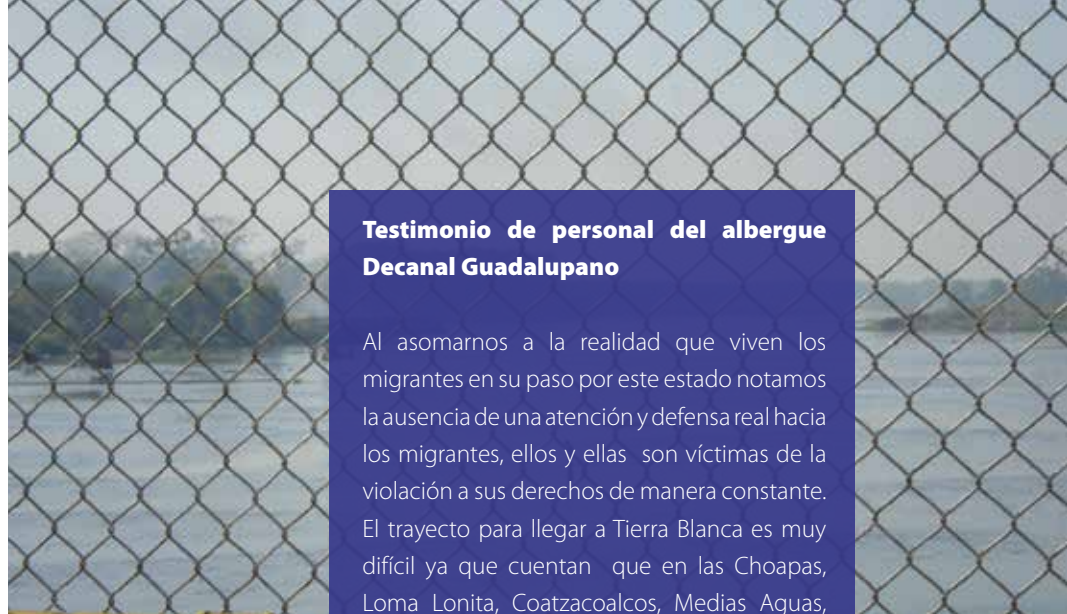 Testimonio de personal del albergue
Decanal Guadalupano
Al asomarnos a la realidad que viven los
migrantes en su paso por este estado notamos
la ausencia de una atención y defensa real hacia
los migrantes, ellos y ellas son víctimas de la
violación a sus derechos de manera constante.
El trayecto para llegar a Tierra Blanca es muy
difícil ya que cuentan que en las Choapas,
Loma Lonita, Coatzacoalcos, Medias Aguas,